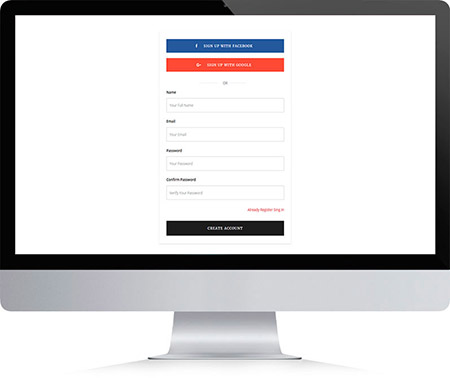 f SIGN UP WITH FACEBOOK
G+ SIGN UP WITH GOOGLE
OR
Name
Your Full Name
Email
Your Email
Password
Your Password
Confirm Password
Verify Your Password
Already Register Sing In
CREATE ACCOUNT